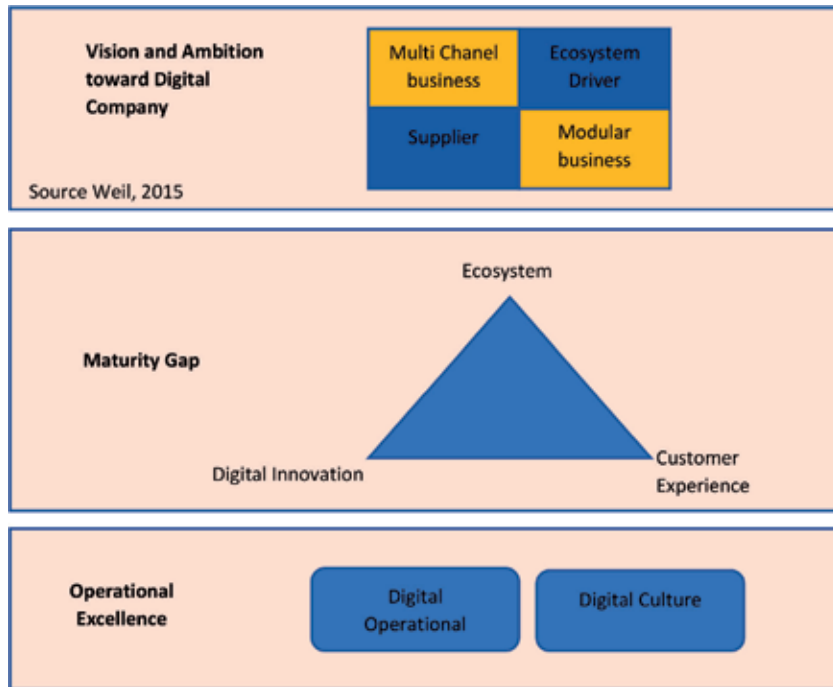 Vision and Ambition
toward Digital
Company
Multi Chanel
business
Ecosystem
Driver
Supplier
Modular
business
Source Weil, 2015
Ecosystem
Maturity Gap
Digital Innovation
Customer
Experience
Operational
Excellence
Digital
Operational
Digital Culture